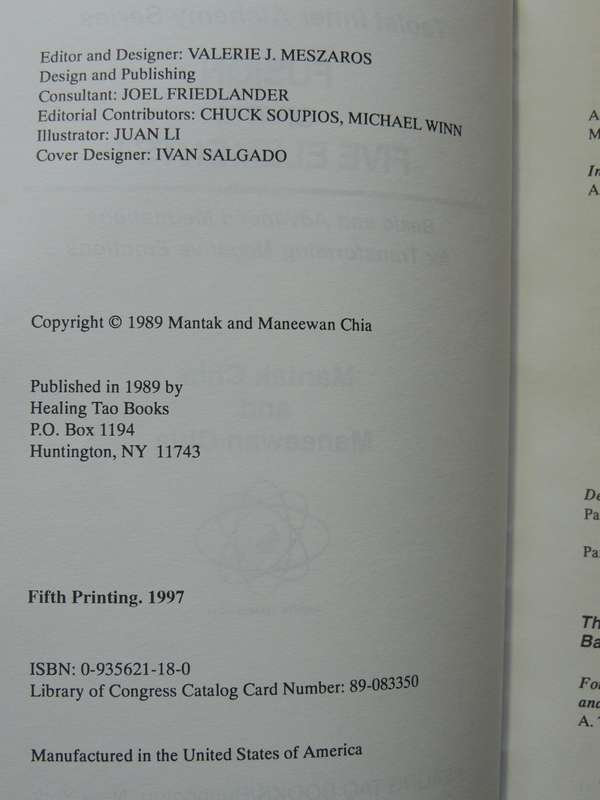 Editor and Designer: VALERIE J. MESZAROS
Design and Publishing
Consultant: JOEL FRIEDLANDER
Editorial Contributors: CHUCK SOUPIOS, MICHAEL WINN
Illustrator: JUAN LI
Cover Designer: IVAN SALGADO
Copyright © 1989 Mantak and Maneewan Chia
Published in 1989 by
Healing Tao Books
P.O. Box 1194
Huntington, NY 11743
Fifth Printing. 1997
ISBN: 0-935621-18-0
Library of Congress Catalog Card Number: 89-083350
Manufactured in the United States of America